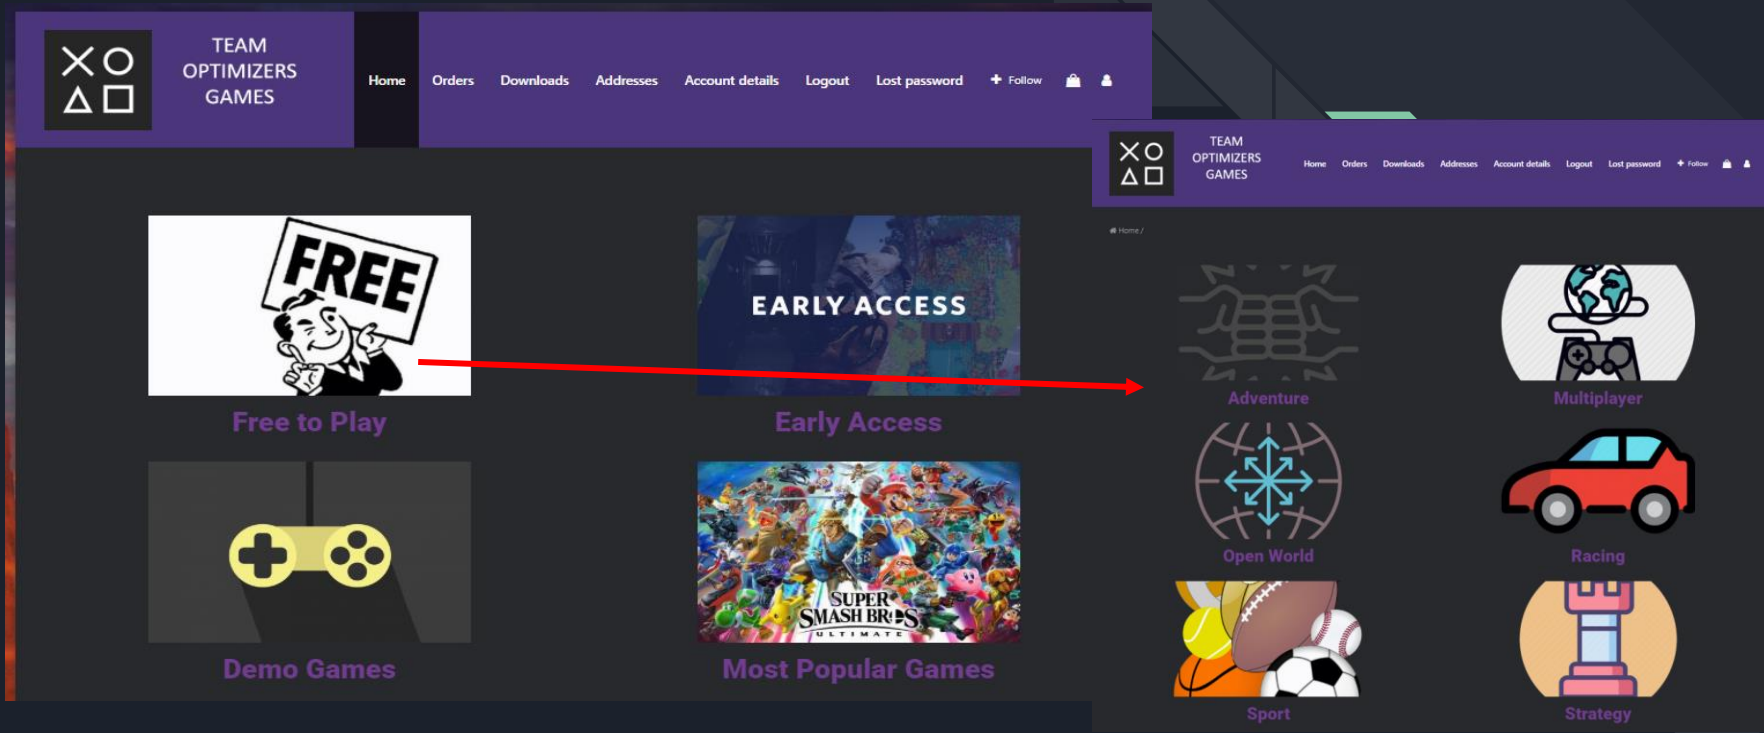 TEAM
OPTIMIZERS
GAMES
Home Orders Downloads Addresses Account details Logout Lost password + Follow
FREE
EARLY ACCESS
Free to Play
Early Access
SUPER
SMASH BROS.
ULTIMATE
Demo Games
Most Popular Games
TEAM
OPTIMIZERS
GAMES
Home Orders Downloads Addresses Account details Logout Lost password + Follow
Home /
Adventure
Multiplayer
Open World
Racing
Sport
Strategy